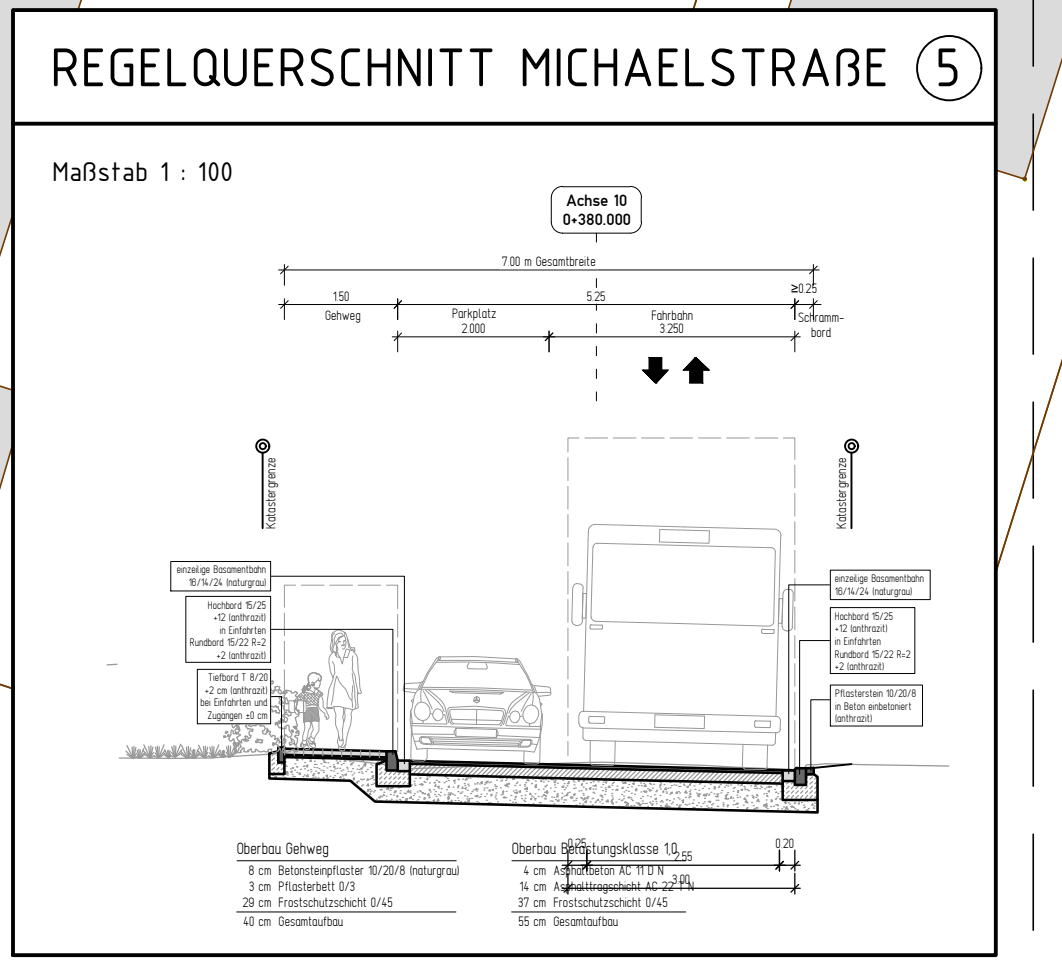 REGELQUERSCHNITT MICHAELSTRAßE 5
Maßstab 1 : 100
Achse 10
0+380.000
7.00 m Gesamtbreite
1.50
5.25
≥0.25
Gehweg
Parkplatz
2.000
Fahrbahn
3.250
Schramm-
bord
Katastergrenze
Katastergrenze
einzeilige Basamentbahn
16/14/24 (naturgrau)
Hochbord 15/25
+12 (anthrazit)
in Einfahrten
Rundbord 15/22 R=2
+2 (anthrazit)
Tiefbord T 8/20
+2 cm (anthrazit)
bei Einfahrten und
Zugängen ±0 cm
einzeilige Basamentbahn
16/14/24 (naturgrau)
Hochbord 15/25
+12 (anthrazit)
in Einfahrten
Rundbord 15/22 R=2
+2 (anthrazit)
Pflasterstein 10/20/8
in Beton einbetoniert
(anthrazit)
Oberbau Gehweg
8 cm Betonsteinpflaster 10/20/8 (naturgrau)
3 cm Pflasterbett 0/3
29 cm Frostschutzschicht 0/45
40 cm Gesamtaufbau
0.25
2.55
0.20
3.00
Oberbau Belastungsklasse 1,0
4 cm Asphaltbeton AC 11 D N
14 cm Asphalttragschicht AC 22 T N
37 cm Frostschutzschicht 0/45
55 cm Gesamtaufbau